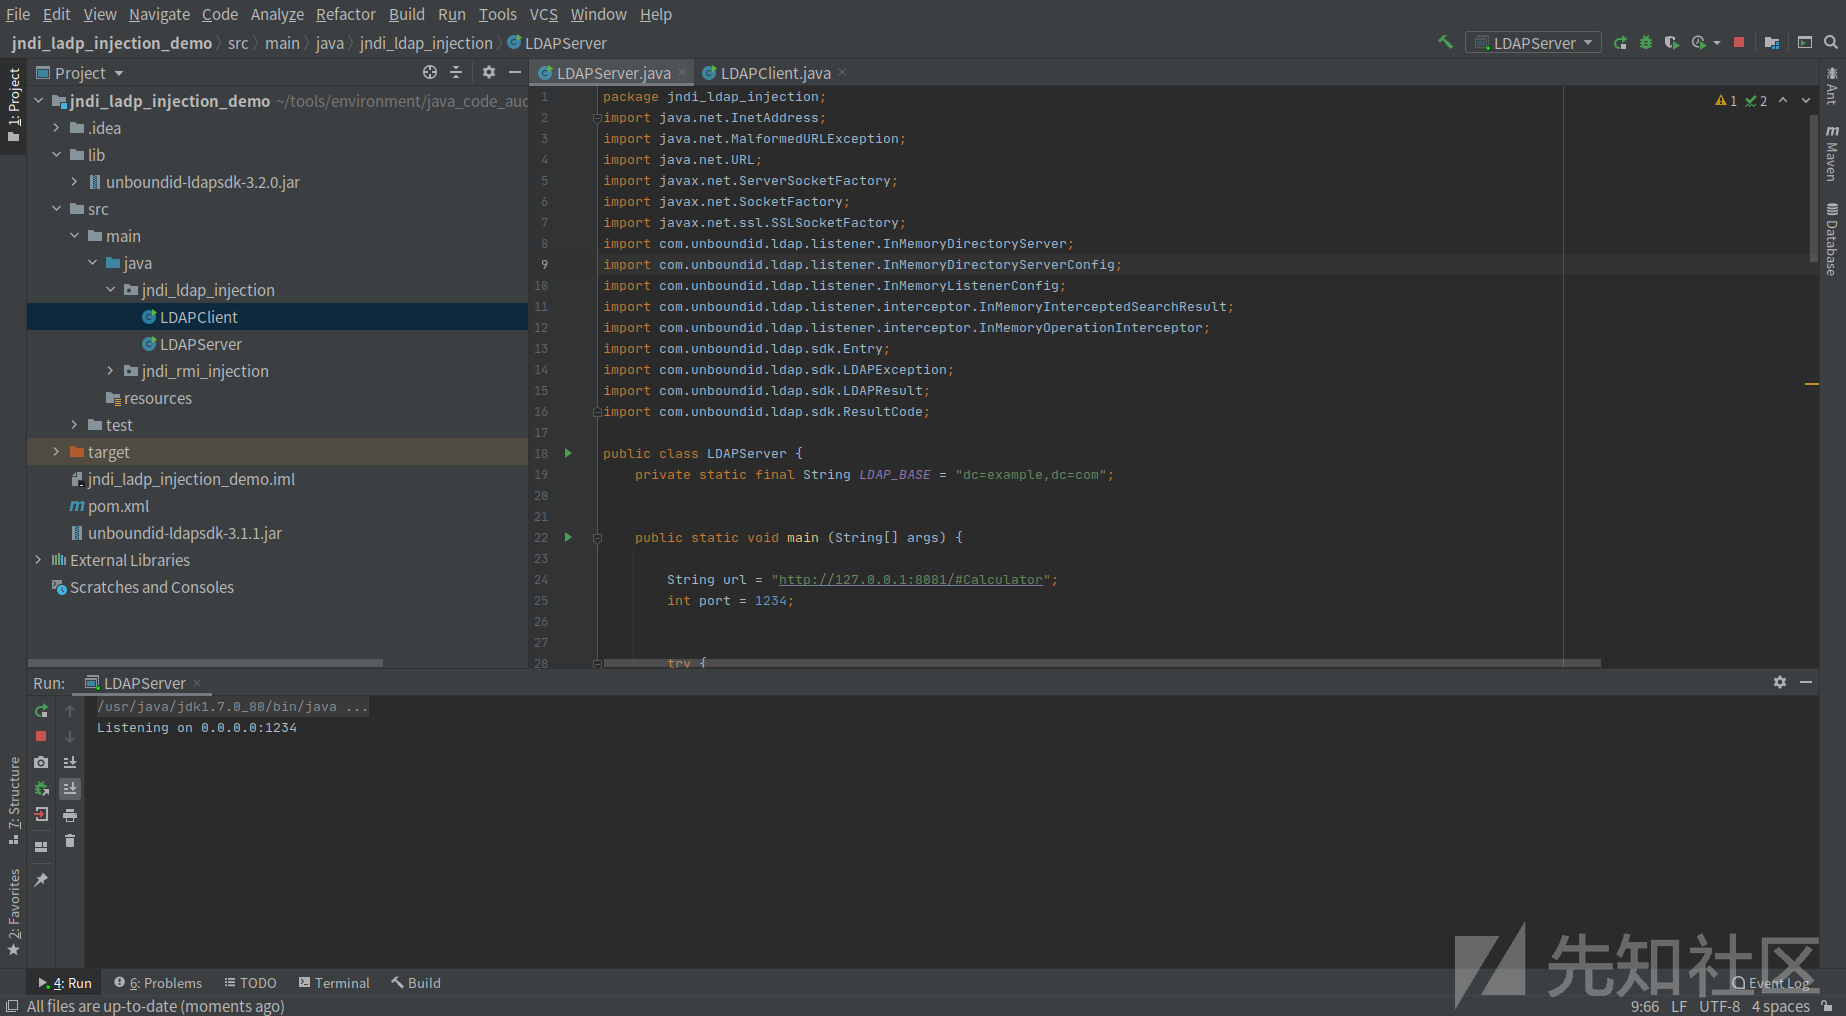 File Edit View Navigate Code Analyze Refactor Build Run Tools VCS Window Help
jndi_ladp_injection_demo src main java jndi_ldap_injection LDAPServer
LDAPServer
1: Project
Project
jndi_ladp_injection_demo ~/tools/environment/java_code_aud
.idea
lib
unboundid-ldapsdk-3.2.0.jar
src
main
java
jndi_ldap_injection
LDAPClient
LDAPServer
jndi_rmi_injection
resources
test
target
jndi_ladp_injection_demo.iml
pom.xml
unboundid-ldapsdk-3.1.1.jar
External Libraries
Scratches and Consoles
LDAPServer.java LDAPClient.java
1 package jndi_ldap_injection;
2 import java.net.InetAddress;
3 import java.net.MalformedURLException;
4 import java.net.URL;
5 import javax.net.ServerSocketFactory;
6 import javax.net.SocketFactory;
7 import javax.net.ssl.SSLSocketFactory;
8 import com.unboundid.ldap.listener.InMemoryDirectoryServer;
9 import com.unboundid.ldap.listener.InMemoryDirectoryServerConfig;
10 import com.unboundid.ldap.listener.InMemoryListenerConfig;
11 import com.unboundid.ldap.listener.interceptor.InMemoryInterceptedSearchResult;
12 import com.unboundid.ldap.listener.interceptor.InMemoryOperationInterceptor;
13 import com.unboundid.ldap.sdk.Entry;
14 import com.unboundid.ldap.sdk.LDAPException;
15 import com.unboundid.ldap.sdk.LDAPResult;
16 import com.unboundid.ldap.sdk.ResultCode;
17
18 public class LDAPServer {
19 private static final String LDAP_BASE = "dc=example,dc=com";
20
21
22 public static void main (String[] args) {
23
24 String url = "http://127.0.0.1:8081/#Calculator";
25 int port = 1234;
26
27
28 try {
1 2
Ant
Maven
Database
Run: LDAPServer
/usr/java/jdk1.7.0_80/bin/java ...
Listening on 0.0.0.0:1234
7: Structure
2: Favorites
4: Run 6: Problems TODO Terminal Build
Event Log
All files are up-to-date (moments ago)
9:66 LF UTF-8 4 spaces
先知社区